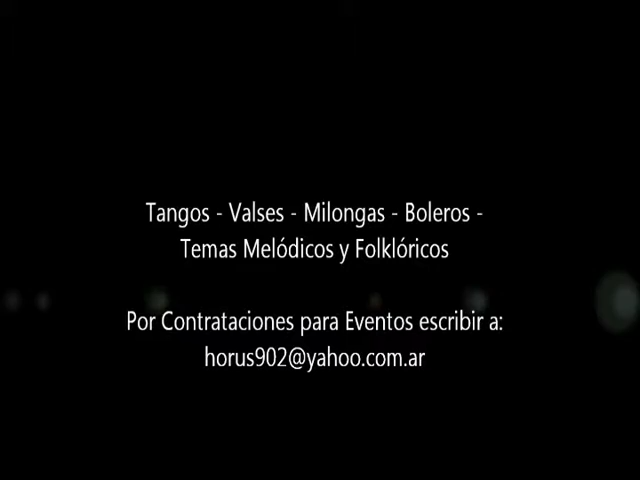 Tangos - Valses - Milongas - Boleros -
Temas Melódicos y Folklóricos
Por Contrataciones para Eventos escribir a:
horus902@yahoo.com.ar